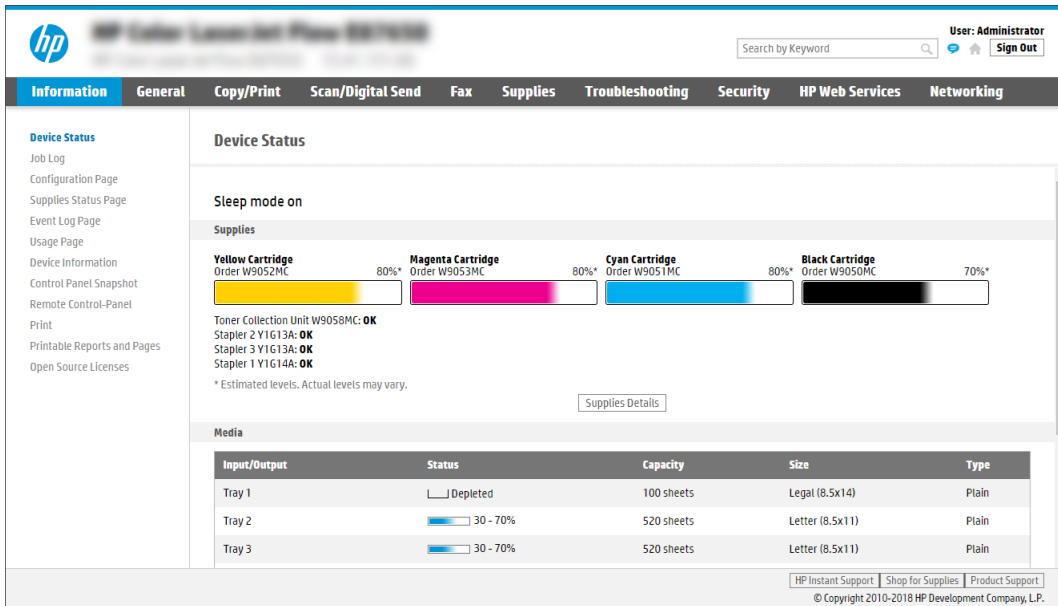 hp
User: Administrator
Search by Keyword
Sign Out
Information General Copy/Print Scan/Digital Send Fax Supplies Troubleshooting Security HP Web Services Networking
Device Status
Job Log
Configuration Page
Supplies Status Page
Event Log Page
Usage Page
Device Information
Control Panel Snapshot
Remote Control-Panel
Print
Printable Reports and Pages
Open Source Licenses
Device Status
Sleep mode on
Supplies
Yellow Cartridge Magenta Cartridge Cyan Cartridge Black Cartridge
Order W9052MC 80%* Order W9053MC 80%* Order W9051MC 80%* Order W9050MC 70%*
Toner Collection Unit W9058MC: OK
Stapler 2 Y1G13A: OK
Stapler 3 Y1G13A: OK
Stapler 1 Y1G14A: OK
* Estimated levels. Actual levels may vary.
Supplies Details
Media
Input/Output Status Capacity Size Type
Tray 1 Depleted 100 sheets Legal (8.5x14) Plain
Tray 2 30 - 70% 520 sheets Letter (8.5x11) Plain
Tray 3 30 - 70% 520 sheets Letter (8.5x11) Plain
HP Instant Support Shop for Supplies Product Support
© Copyright 2010-2018 HP Development Company, L.P.